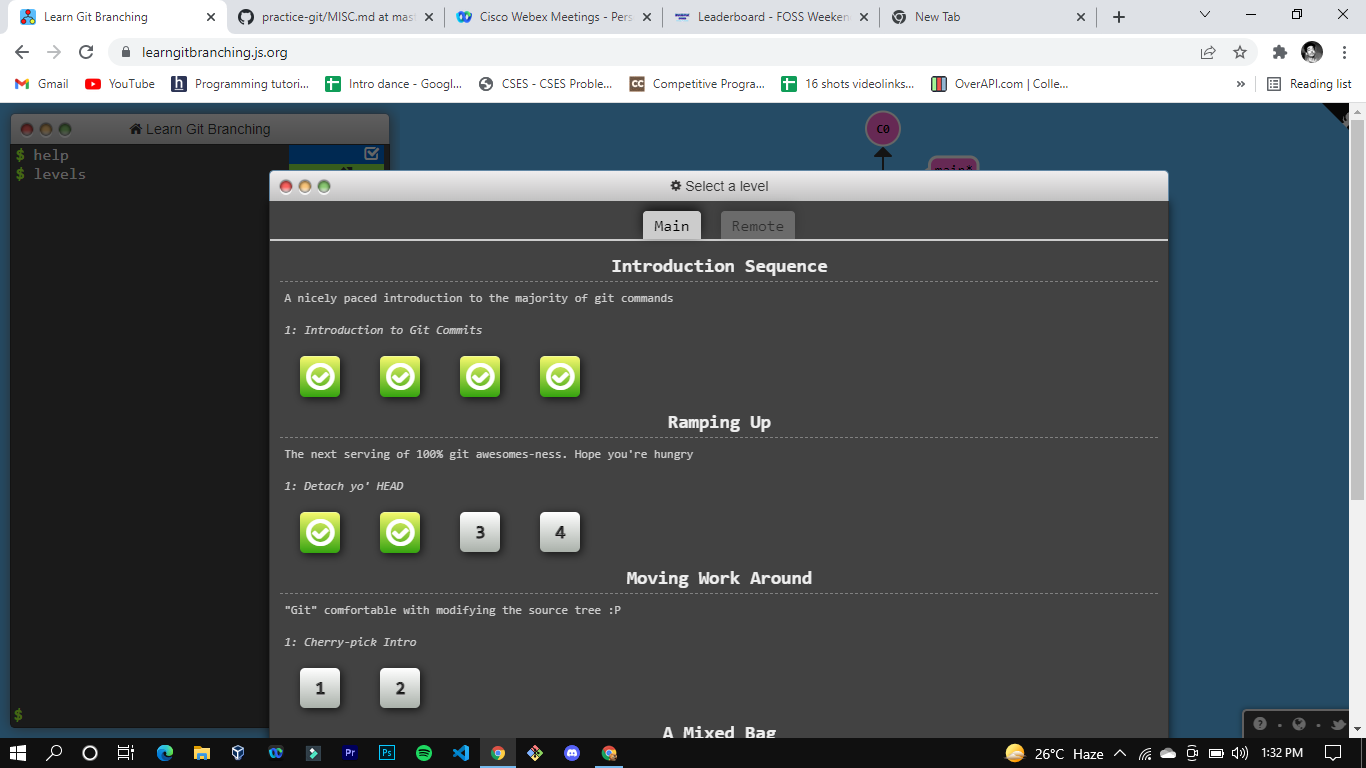 Learn Git Branching
practice-git/MISC.md at mast
Cisco Webex Meetings - Pers
Leaderboard - FOSS Weeken
New Tab
learngitbranching.js.org
Gmail
YouTube
Programming tutori...
Intro dance - Googl...
CSES - CSES Proble...
Competitive Progra...
16 shots videolinks...
OverAPI.com | Colle...
»
Reading list
Learn Git Branching
$ help
$ levels
C0
main*
Select a level
Main
Remote
Introduction Sequence
A nicely paced introduction to the majority of git commands
1: Introduction to Git Commits
Ramping Up
The next serving of 100% git awesomes-ness. Hope you're hungry
1: Detach yo' HEAD
3
4
Moving Work Around
"Git" comfortable with modifying the source tree :P
1: Cherry-pick Intro
1
2
A Mixed Bag
$
26°C Haze
1:32 PM